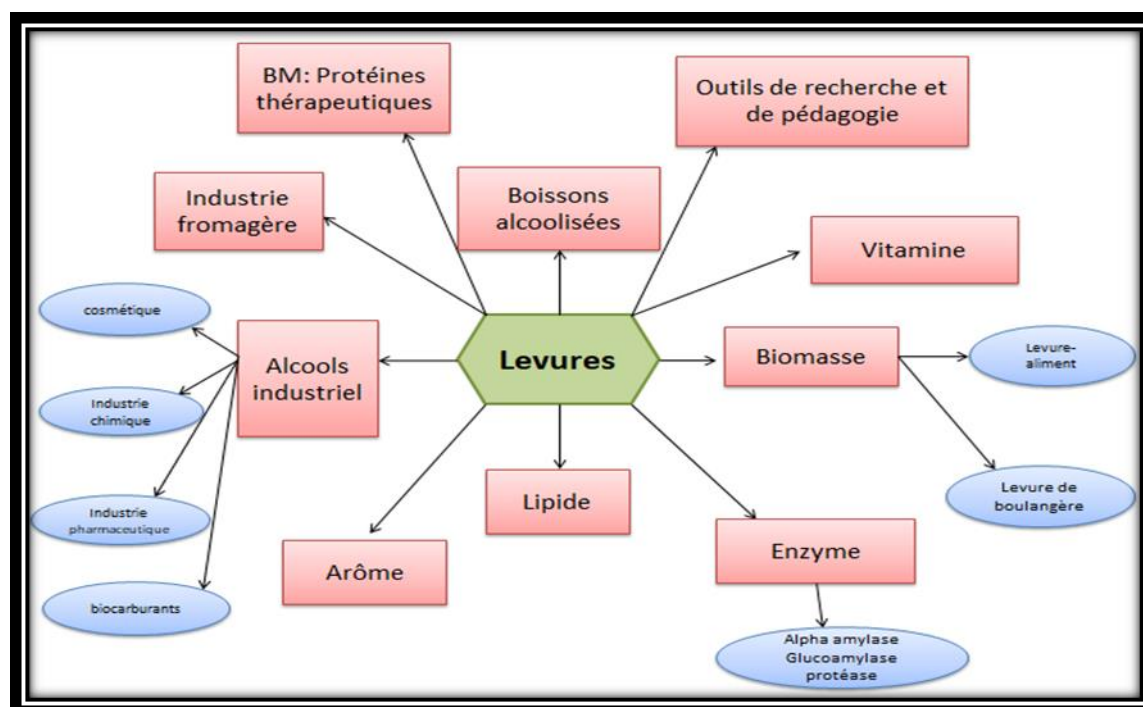 BM: Protéines
thérapeutiques
Outils de recherche et
de pédagogie
Industrie
fromagère
Boissons
alcoolisées
Vitamine
cosmétique
Alcools
industriel
Levures
Biomasse
Levure-
aliment
Industrie
chimique
Levure de
boulangère
Lipide
Industrie
pharmaceutique
Arôme
Enzyme
biocarburants
Alpha amylase
Glucoamylase
protéase